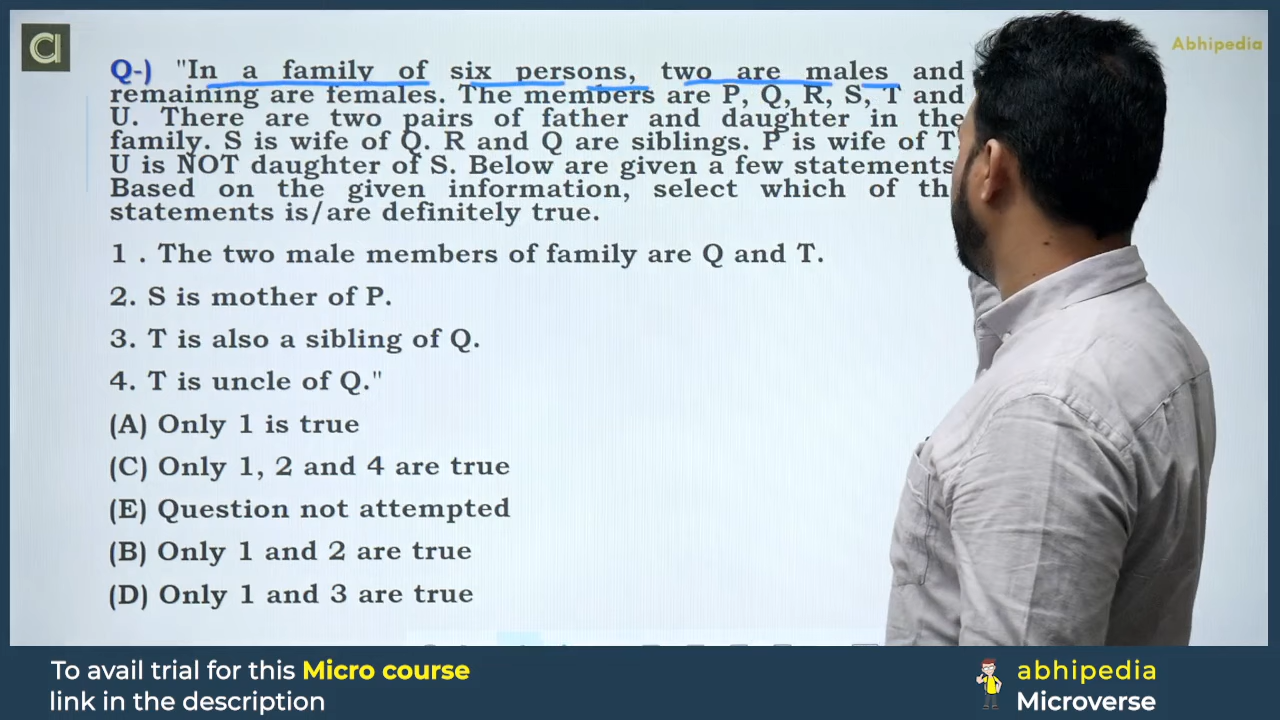 Abhipedia
Q-) "In a family of six persons, two are males and
remaining are females. The members are P, Q, R, S, T and
U. There are two pairs of father and daughter in the
family. S is wife of Q. R and Q are siblings. P is wife of T.
U is NOT daughter of S. Below are given a few statements
Based on the given information, select which of th
statements is/are definitely true.
1 . The two male members of family are Q and T.
2. S is mother of P.
3. T is also a sibling of Q.
4. T is uncle of Q."
(A) Only 1 is true
(C) Only 1, 2 and 4 are true
(E) Question not attempted
(B) Only 1 and 2 are true
(D) Only 1 and 3 are true
To avail trial for this Micro course
link in the description
abhipedia
Microverse